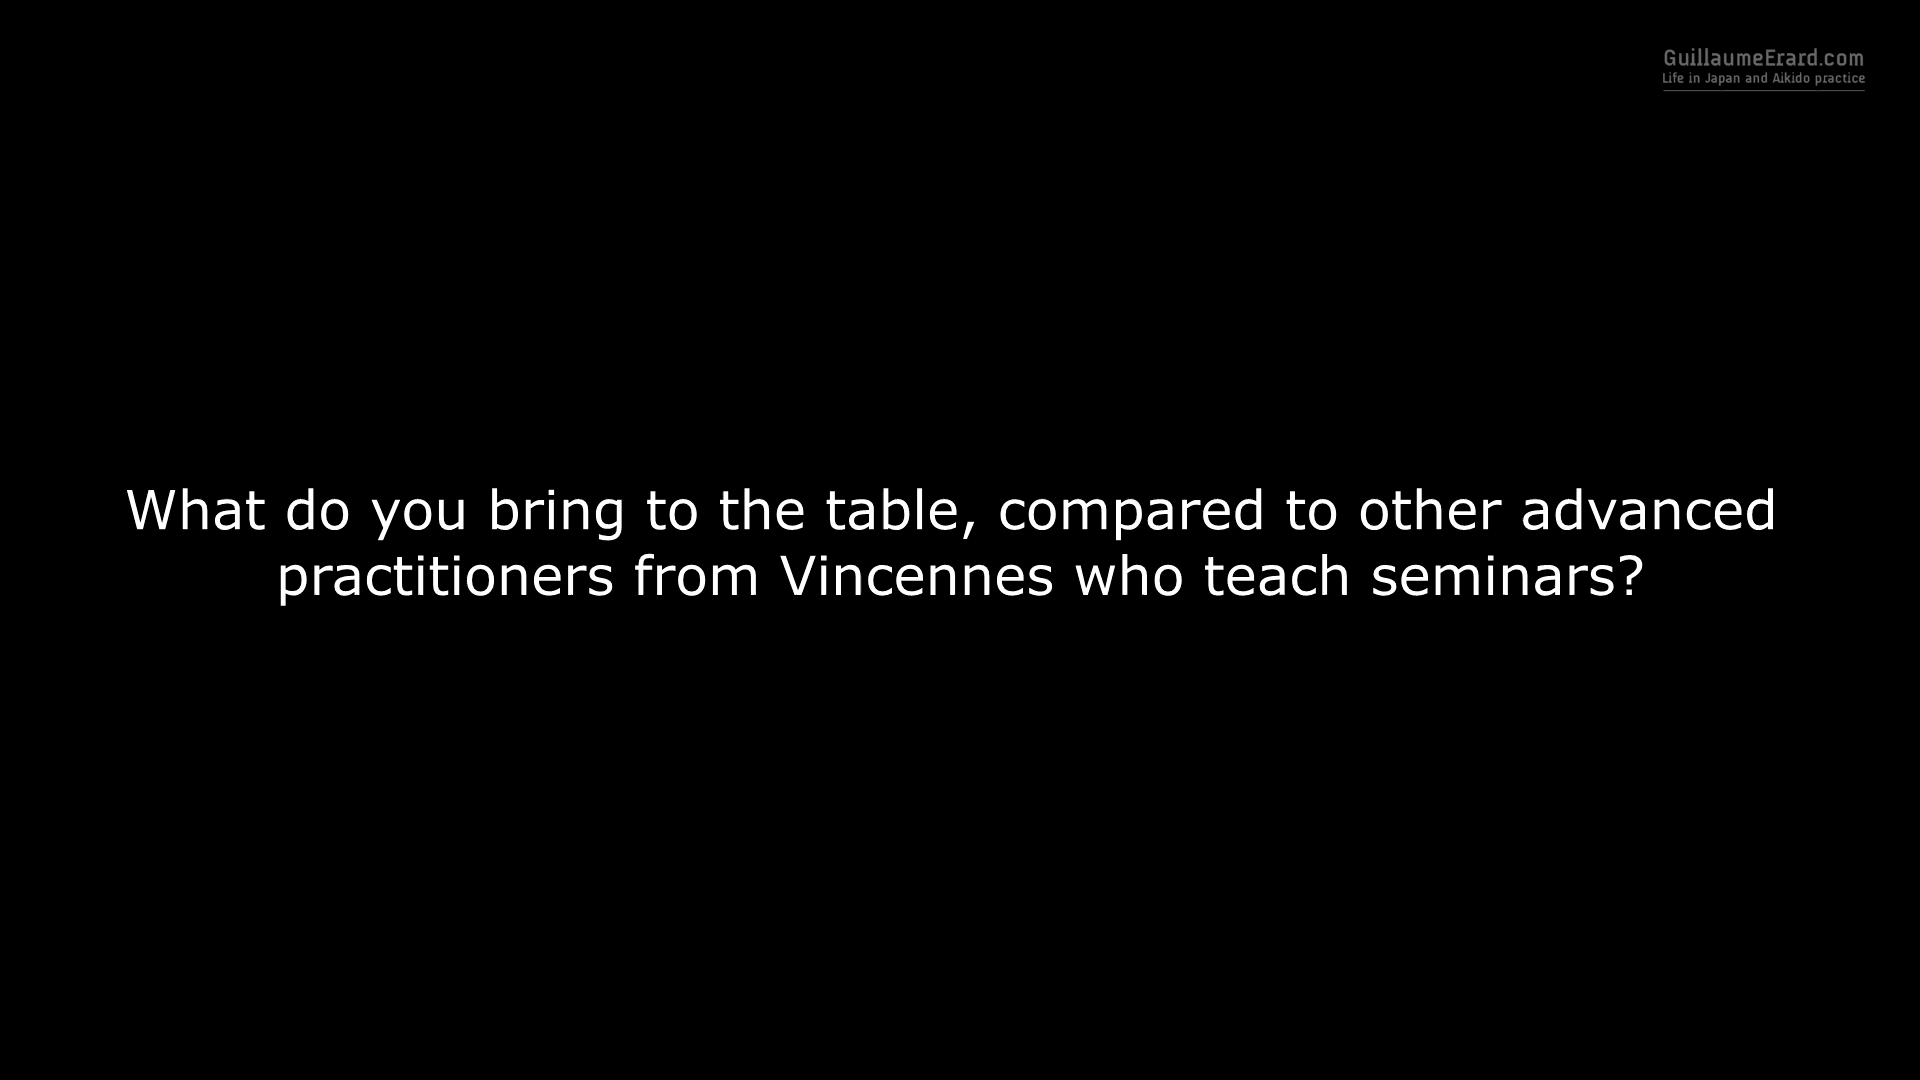 GuillaumeErard.com
Life in Japan and Aikido practice
What do you bring to the table, compared to other advanced
practitioners from Vincennes who teach seminars?